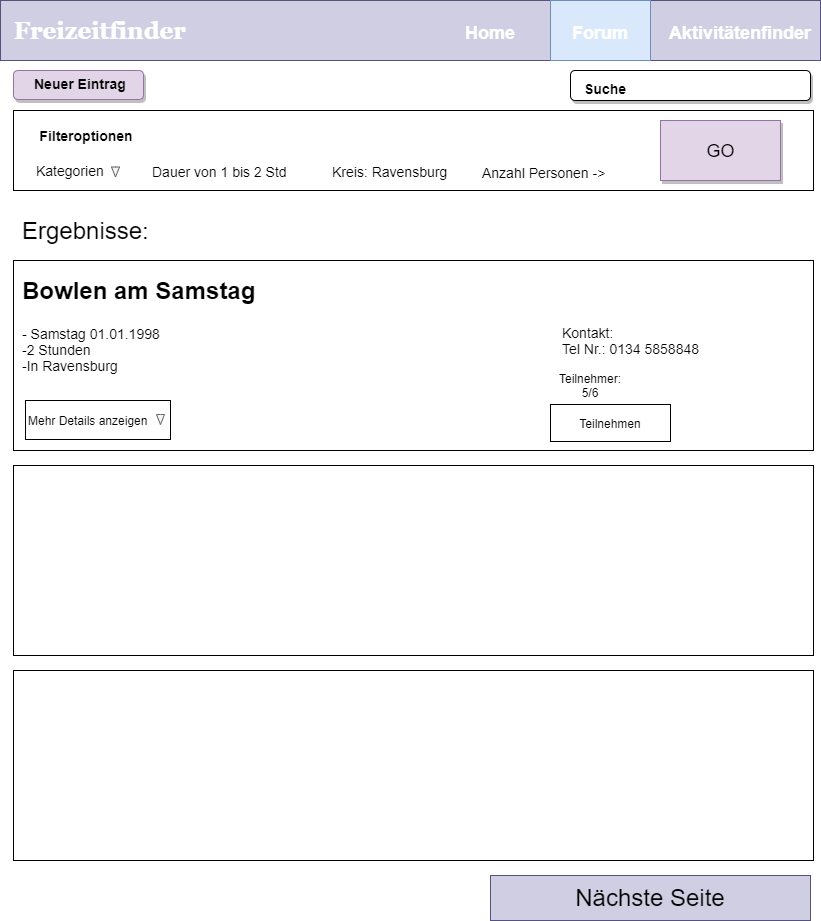 Freizeitfinder
Home
Forum
Aktivitätenfinder
Neuer Eintrag
Suche
Filteroptionen
GO
Kategorien ▽
Dauer von 1 bis 2 Std
Kreis: Ravensburg
Anzahl Personen ->
Ergebnisse:
Bowlen am Samstag
- Samstag 01.01.1998
-2 Stunden
-In Ravensburg
Kontakt:
Tel Nr.: 0134 5858848
Teilnehmer:
5/6
Mehr Details anzeigen ▽
Teilnehmen
Nächste Seite